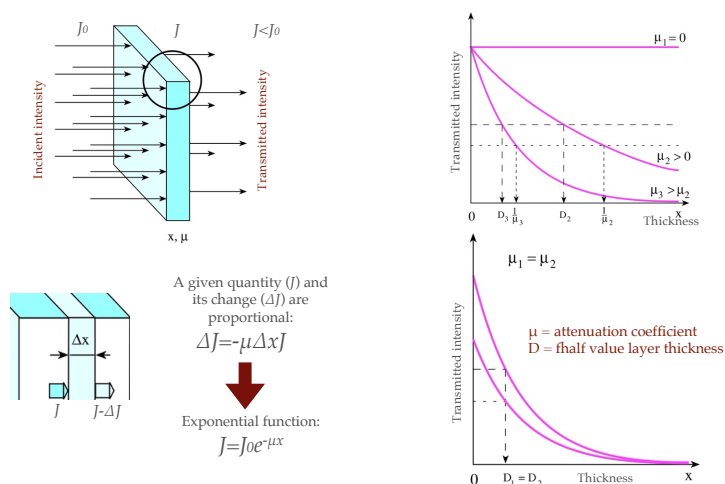 J0
J
J<J0
Incident intensity
Transmitted intensity
x, μ
Δx
J
J-ΔJ
A given quantity (J) and
its change (ΔJ) are
proportional:
ΔJ=-μΔxJ
Exponential function:
J=J0e-μx
Transmitted intensity
μ1 = 0
μ2 > 0
μ3 > μ2
0
D3
1
μ3
D2
1
μ2
x
Thickness
Transmitted intensity
μ1 = μ2
μ = attenuation coefficient
D = fhalf value layer thickness
0
D1 = D2
Thickness
x